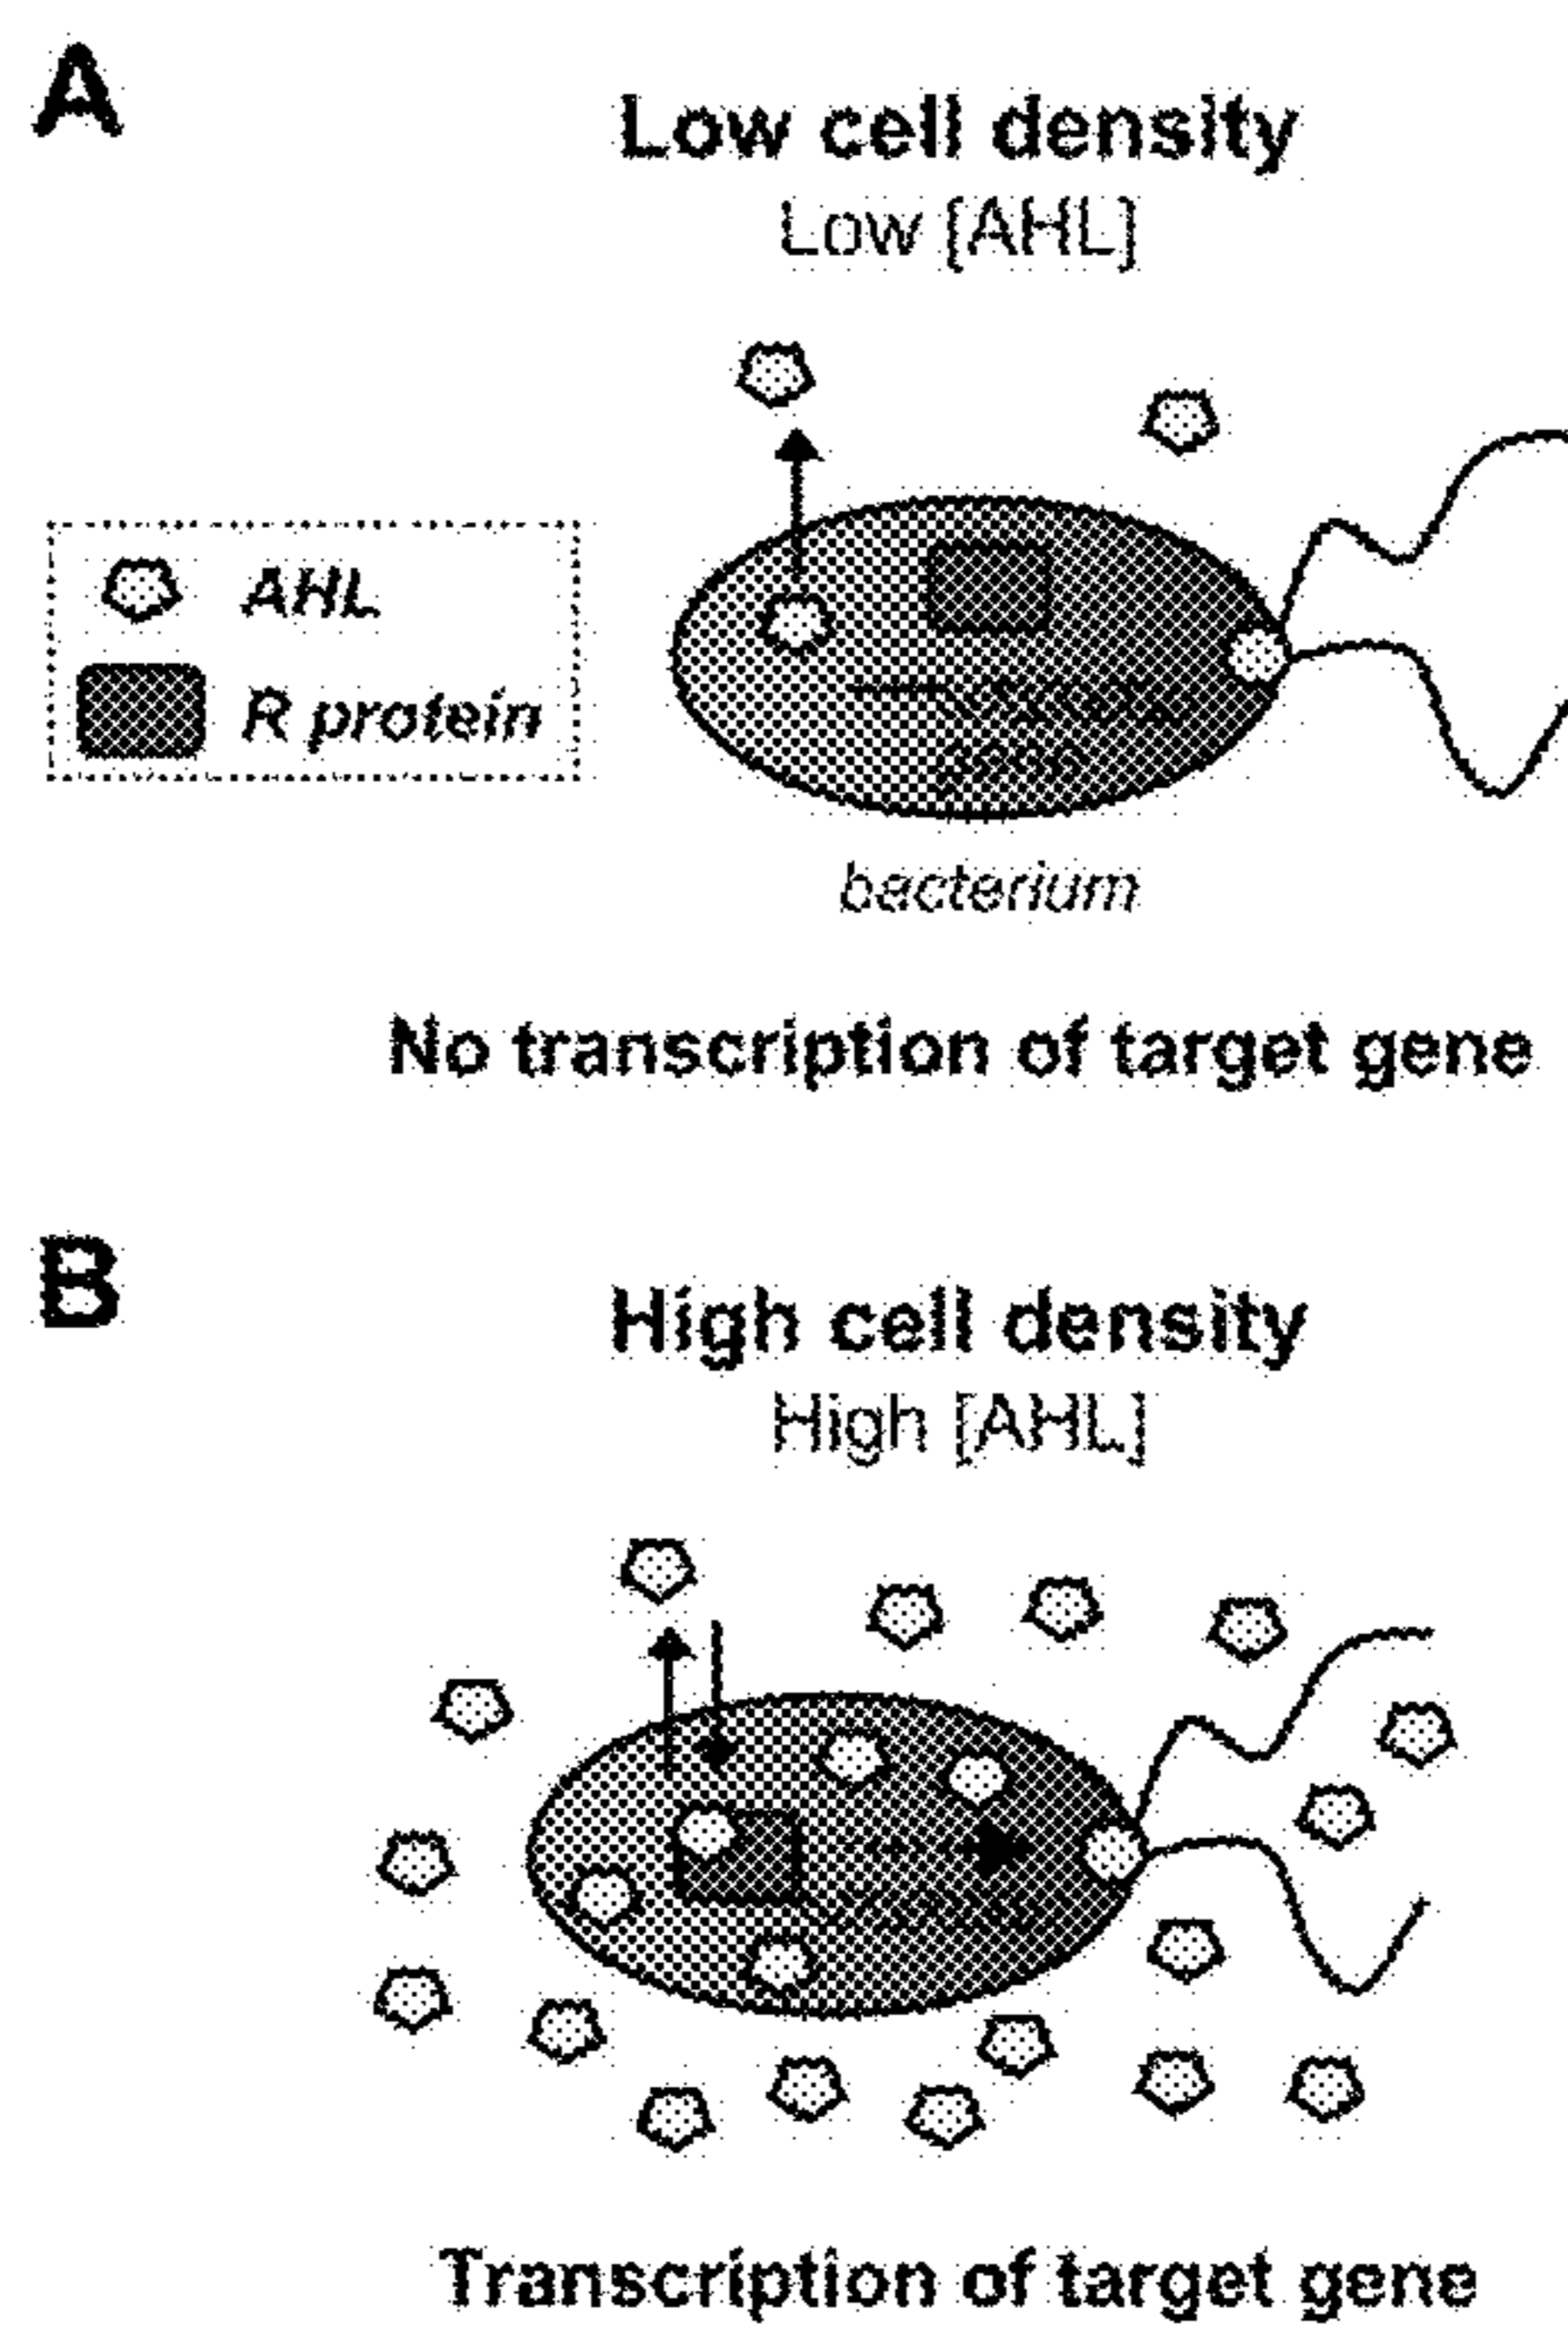 A
Low cell density
Low [AHL]
AHL
R protein
bacterium
No transcription of target gene
B
High cell density
High [AHL]
Transcription of target gene